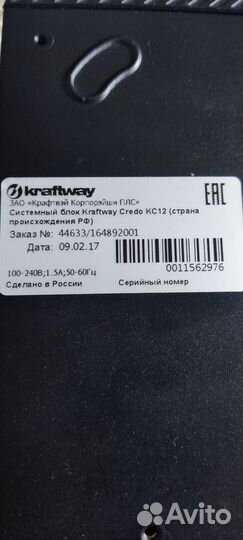 kraftway
EAC
ЗАО «Крафтвэй Корпорэйшн ПЛС»
Системный блок Kraftway Credo KC12 (страна
происхождения РФ)
Заказ №: 44633/164892001
Дата: 09.02.17
0011562976
100-240В;1.5А;50-60Гц
Сделано в России
Серийный номер
Avito